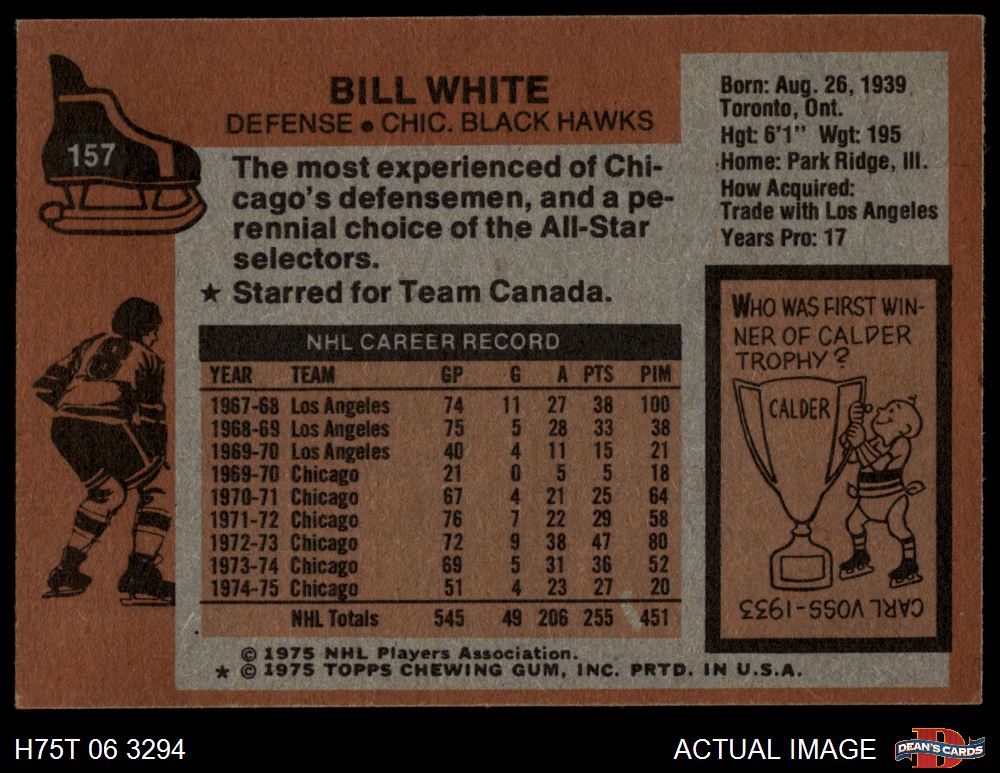 157
BILL WHITE
DEFENSE • CHIC. BLACK HAWKS
The most experienced of Chi-
cago's defensemen, and a pe-
rennial choice of the All-Star
selectors.
★ Starred for Team Canada.
Born: Aug. 26, 1939
Toronto, Ont.
Hgt: 6'1" Wgt: 195
Home: Park Ridge, Ill.
How Acquired:
Trade with Los Angeles
Years Pro: 17
NHL CAREER RECORD
YEAR TEAM GP G A PTS PIM
1967-68 Los Angeles 74 11 27 38 100
1968-69 Los Angeles 75 5 28 33 38
1969-70 Los Angeles 40 4 11 15 21
1969-70 Chicago 21 0 5 5 18
1970-71 Chicago 67 4 21 25 64
1971-72 Chicago 76 7 22 29 58
1972-73 Chicago 72 9 38 47 80
1973-74 Chicago 69 5 31 36 52
1974-75 Chicago 51 4 23 27 20
NHL Totals 545 49 206 255 451
8
WHO WAS FIRST WIN-
NER OF CALDER
TROPHY?
CALDER
CARL VOSS-1933
© 1975 NHL Players Association.
★ © 1975 TOPPS CHEWING GUM, INC. PRTD. IN U.S.A.
H75T 06 3294
ACTUAL IMAGE
D
DEAN'S CARDS